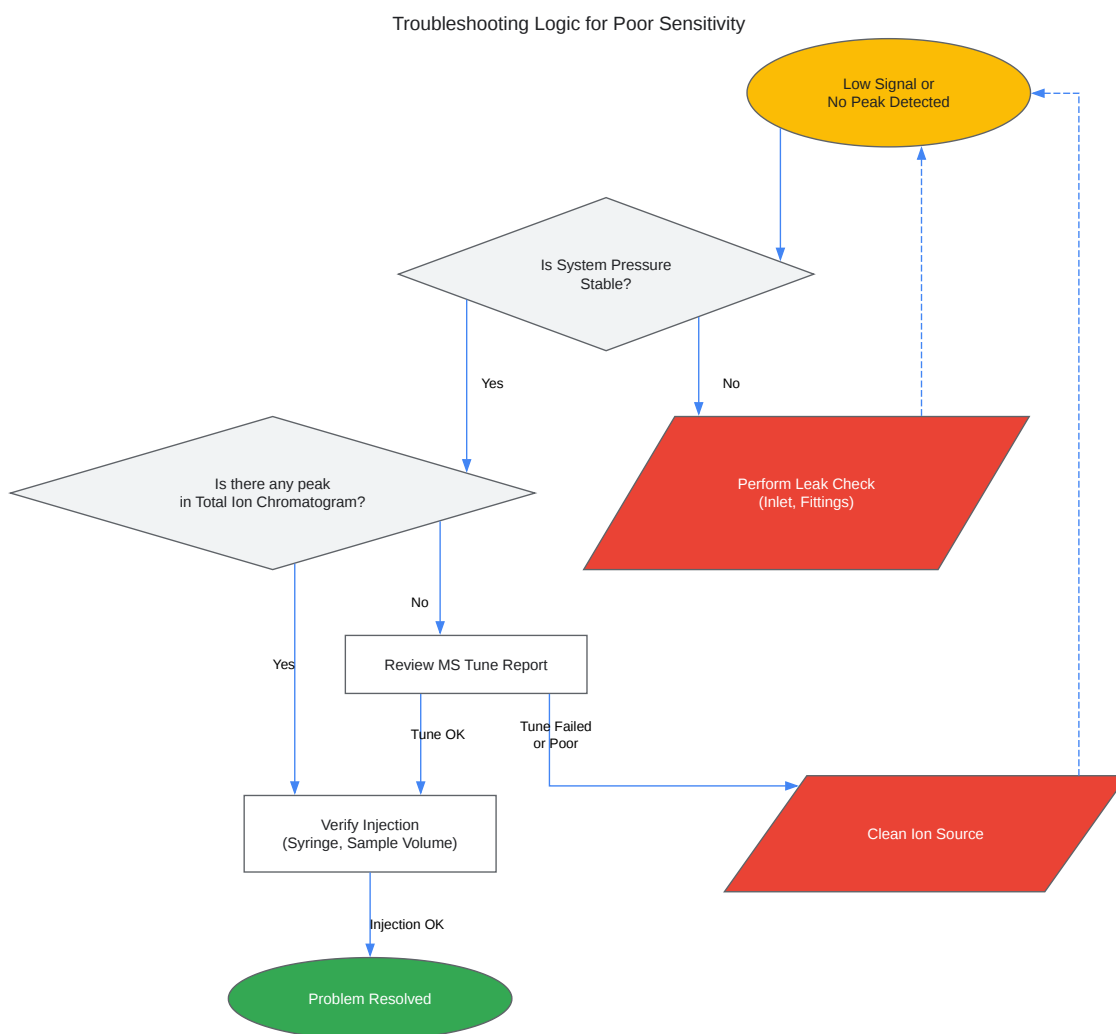 Troubleshooting Logic for Poor Sensitivity
Low Signal or
No Peak Detected
Is System Pressure
Stable?
Yes
No
Is there any peak
in Total Ion Chromatogram?
Perform Leak Check
(Inlet, Fittings)
No
Yes
Review MS Tune Report
Tune OK
Tune Failed
or Poor
Verify Injection
(Syringe, Sample Volume)
Clean Ion Source
Injection OK
Problem Resolved